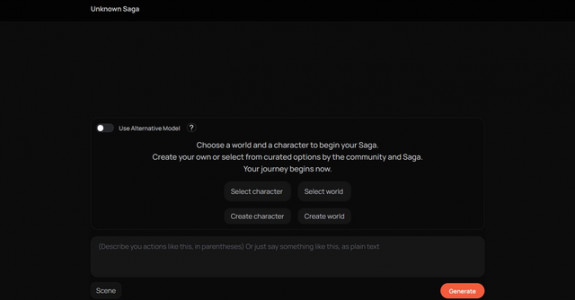 Unknown Saga
Use Alternative Model ?
Choose a world and a character to begin your Saga.
Create your own or select from curated options by the community and Saga.
Your journey begins now.
Select character Select world
Create character Create world
(Describe you actions like this, in parentheses) Or just say something like this, as plain text
Scene Generate